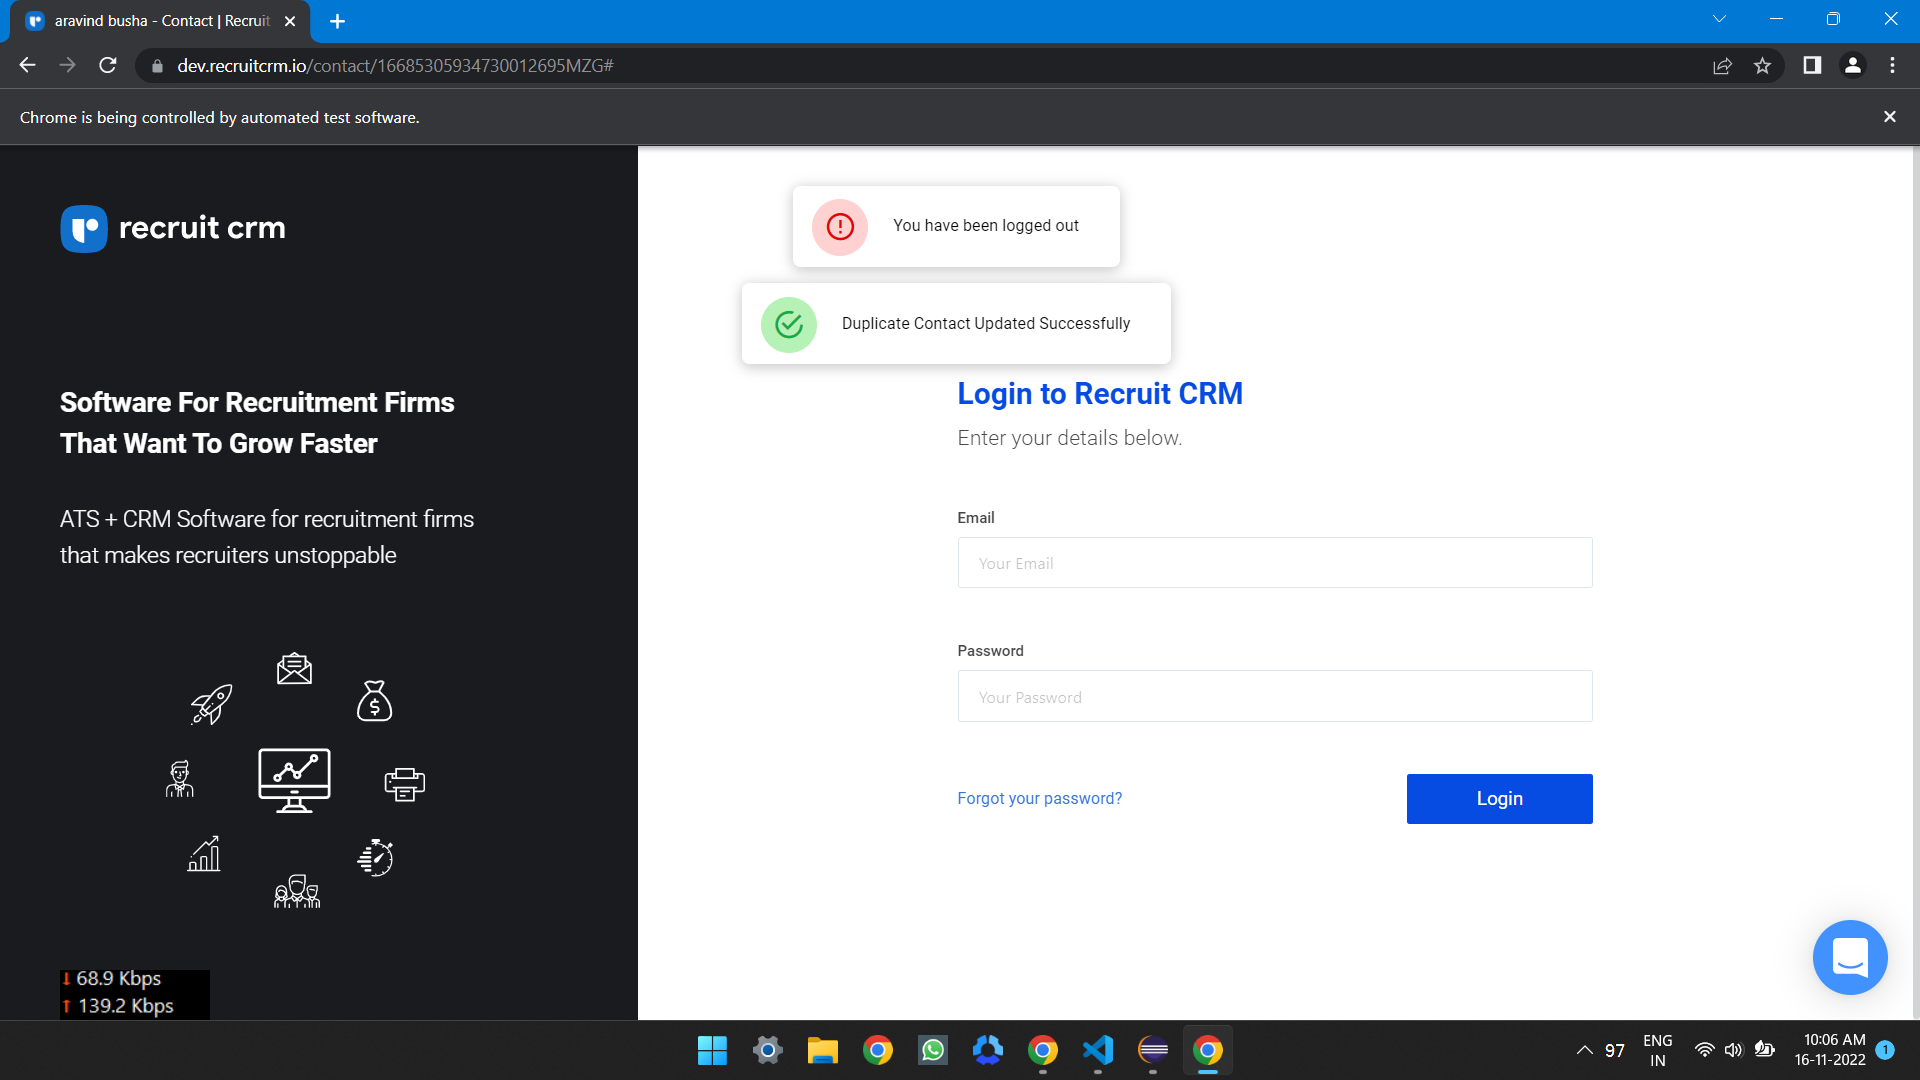 aravind busha - Contact | Recruit
dev.recruitcrm.io/contact/16685305934730012695MZG#
Chrome is being controlled by automated test software.
recruit crm
You have been logged out
Duplicate Contact Updated Successfully
Software For Recruitment Firms
That Want To Grow Faster
ATS + CRM Software for recruitment firms
that makes recruiters unstoppable
Login to Recruit CRM
Enter your details below.
Email
Your Email
Password
Your Password
Forgot your password?
Login
68.9 Kbps
139.2 Kbps
97
ENG
IN
10:06 AM
16-11-2022
1